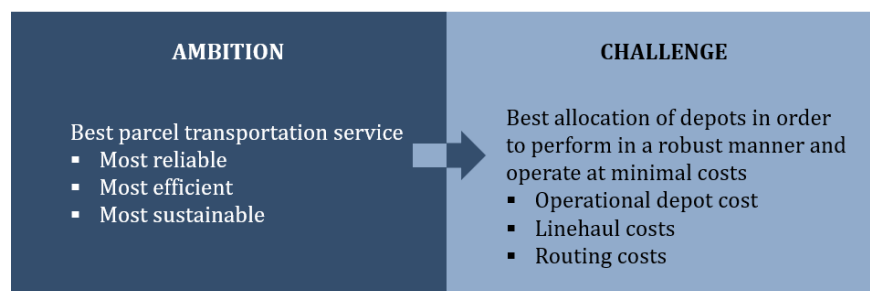 AMBITION
Best parcel transportation service
▪ Most reliable
▪ Most efficient
▪ Most sustainable
CHALLENGE
Best allocation of depots in order
to perform in a robust manner and
operate at minimal costs
▪ Operational depot cost
▪ Linehaul costs
▪ Routing costs